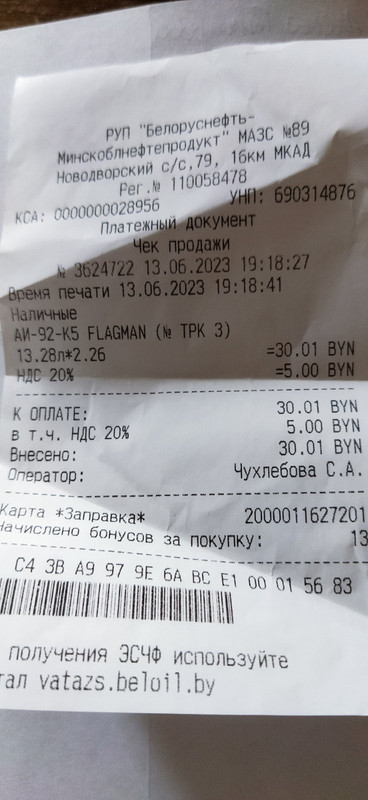 РУП "Белоруснефть-
Минскоблнефтепродукт" МАЗС №89
Новодворский с/с,79, 16км МКАД
Рег.№ 110058478
КСА: 0000000028956 УНП: 690314876
Платежный документ
Чек продажи
№ 3624722 13.06.2023 19:18:27
Время печати 13.06.2023 19:18:41
Наличные
АИ-92-К5 FLAGMAN (№ ТРК 3)
13.28л*2.26 =30.01 BYN
НДС 20% =5.00 BYN
К ОПЛАТЕ: 30.01 BYN
в т.ч. НДС 20% 5.00 BYN
Внесено: 30.01 BYN
Оператор: Чухлебова С.А.
Карта *Заправка* 2000011627201
Начислено бонусов за покупку: 13
C4 3B A9 97 9E 6A BC E1 00 01 56 83
получения ЭСЧФ используйте
тал vatazs.beloil.by